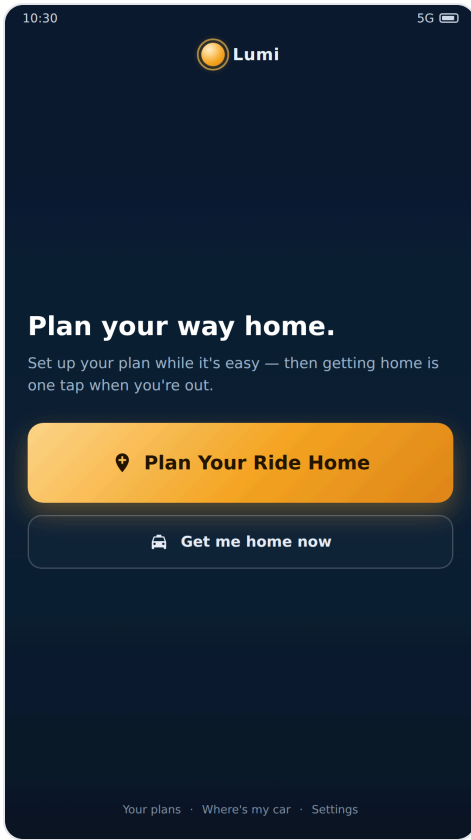 10:30 5G
Lumi
Plan your way home.
Set up your plan while it's easy — then getting home is
one tap when you're out.
Plan Your Ride Home
Get me home now
Your plans · Where's my car · Settings